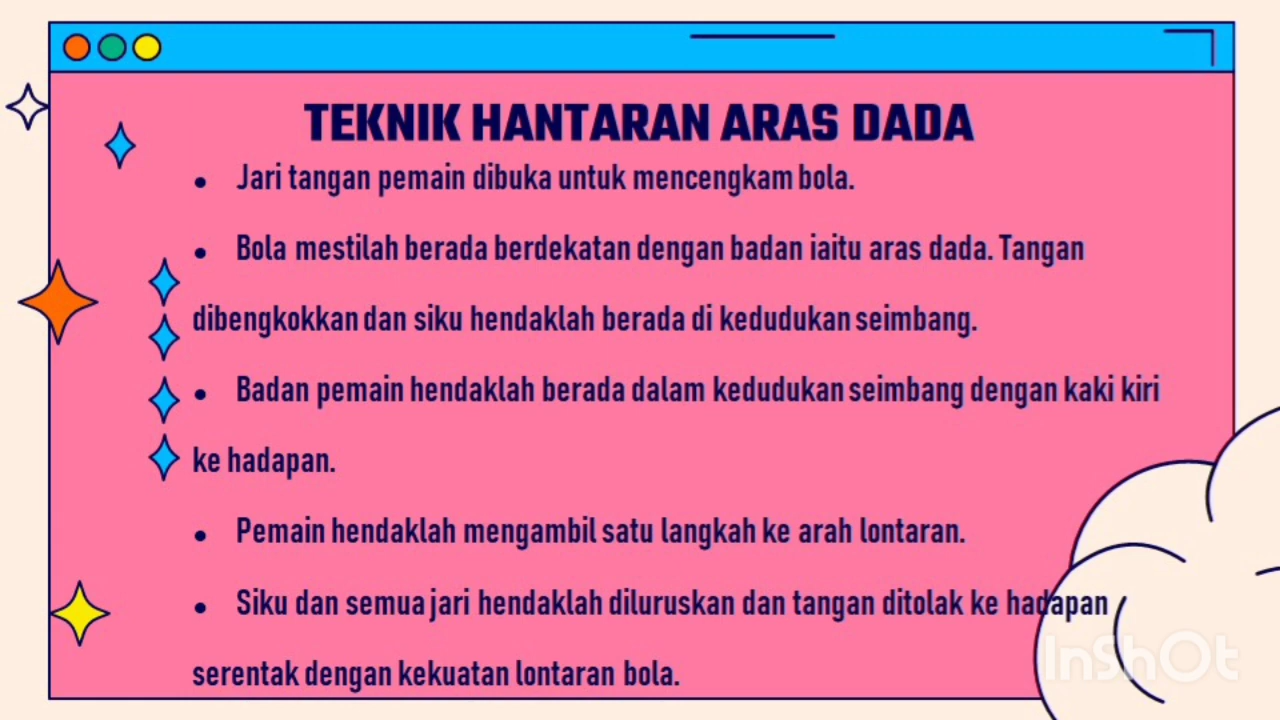 TEKNIK HANTARAN ARAS DADA
• Jari tangan pemain dibuka untuk mencengkam bola.
• Bola mestilah berada berdekatan dengan badan iaitu aras dada. Tangan
dibengkokkan dan siku hendaklah berada di kedudukan seimbang.
• Badan pemain hendaklah berada dalam kedudukan seimbang dengan kaki kiri
ke hadapan.
• Pemain hendaklah mengambil satu langkah ke arah lontaran.
• Siku dan semua jari hendaklah diluruskan dan tangan ditolak ke hadapan
serentak dengan kekuatan lontaran bola.
InShOt